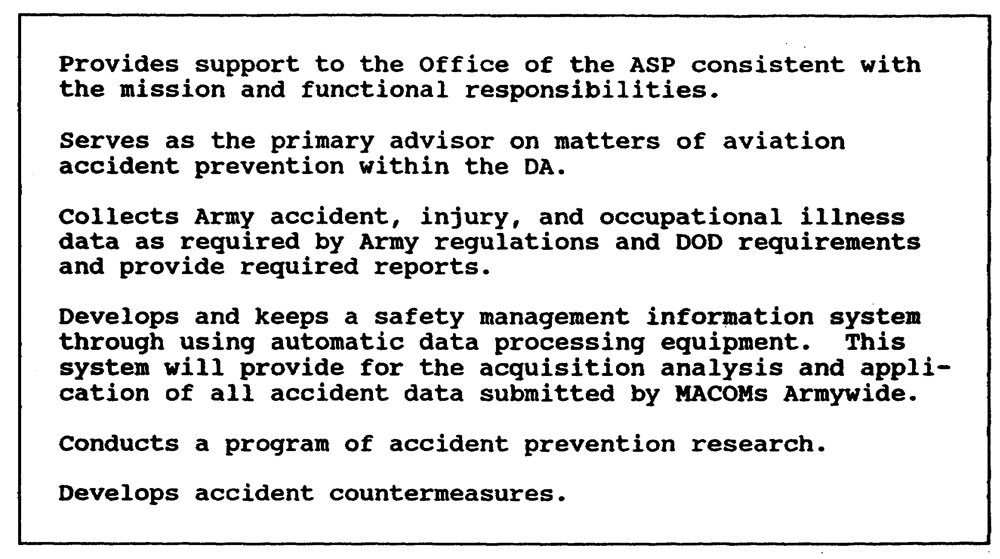 Provides support to the Office of the ASP consistent with
the mission and functional responsibilities.
Serves as the primary advisor on matters of aviation
accident prevention within the DA.
Collects Army accident, injury, and occupational illness
data as required by Army regulations and DOD requirements
and provide required reports.
Develops and keeps a safety management information system
through using automatic data processing equipment.  This
system will provide for the acquisition analysis and appli-
cation of all accident data submitted by MACOMs Armywide.
Conducts a program of accident prevention research.
Develops accident countermeasures.